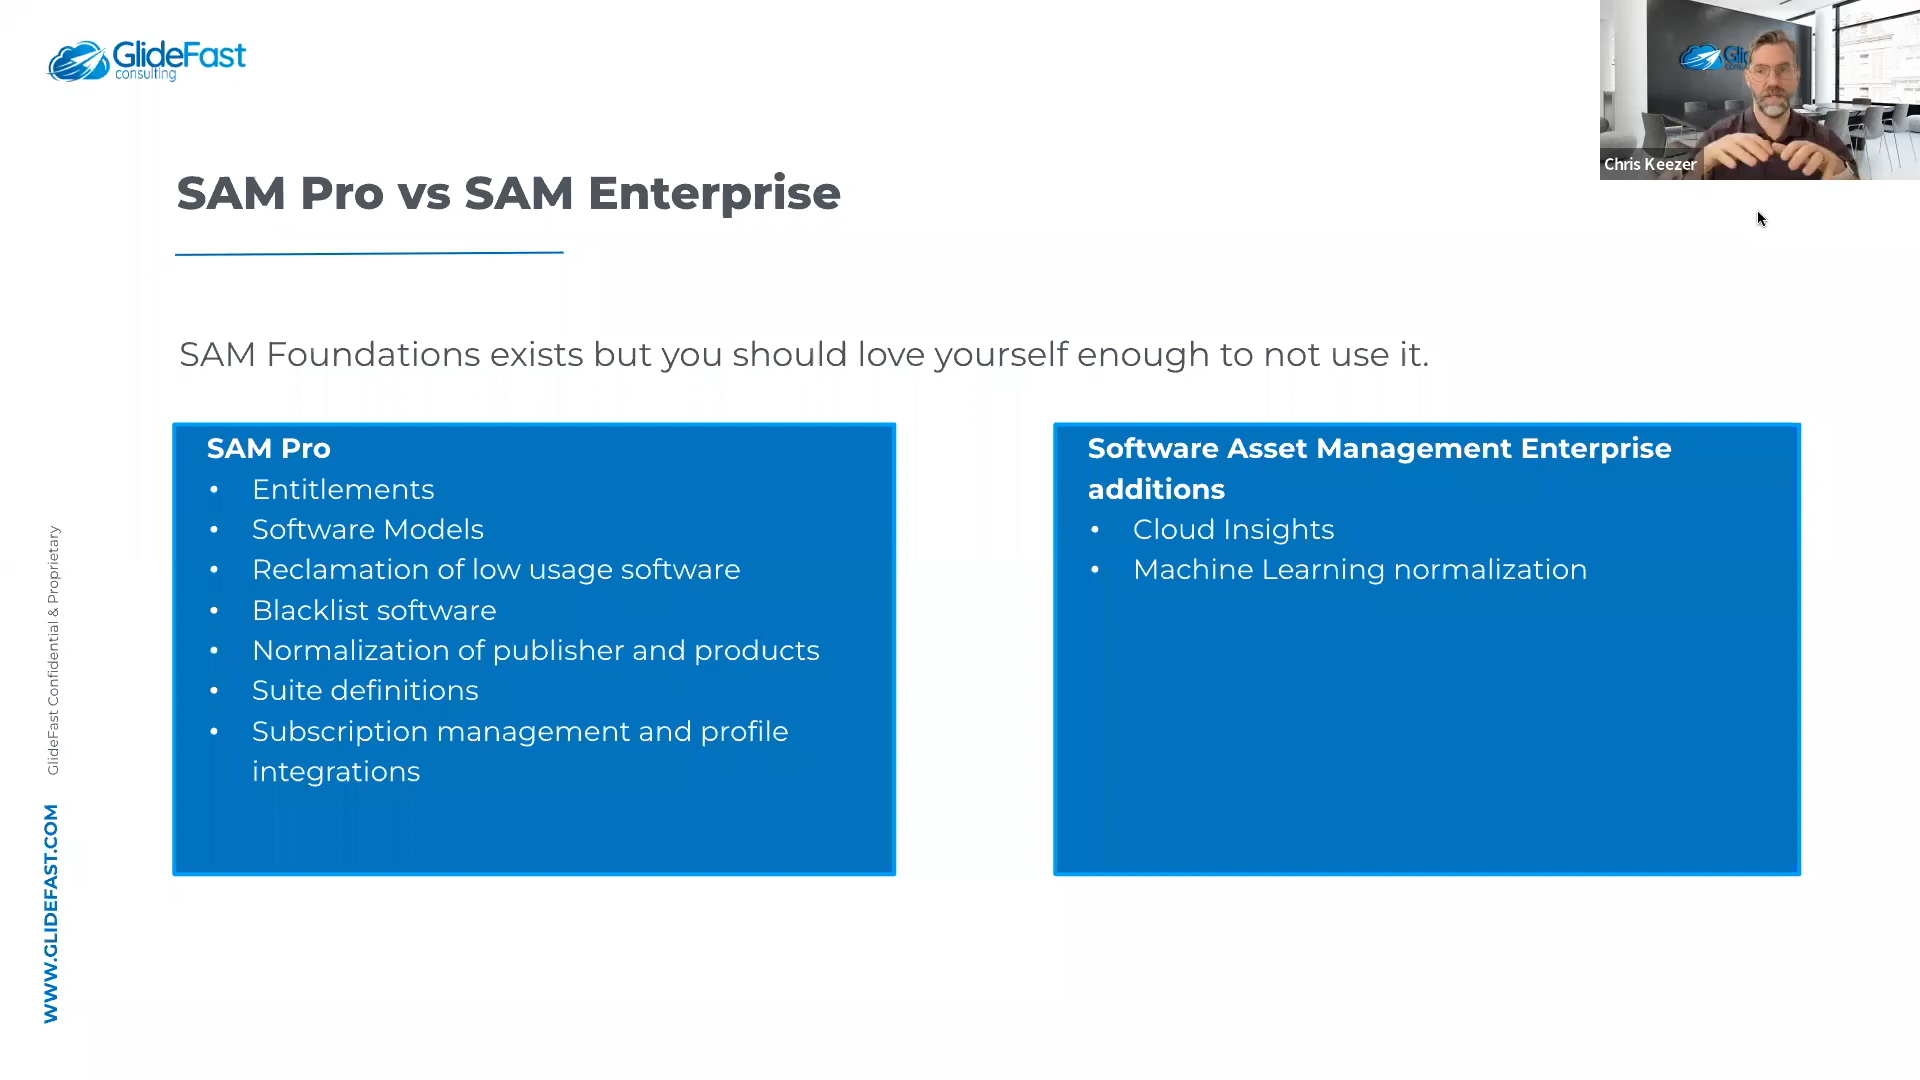 GlideFast
consulting
Chris Keezer
SAM Pro vs SAM Enterprise
SAM Foundations exists but you should love yourself enough to not use it.
SAM Pro
• Entitlements
• Software Models
• Reclamation of low usage software
• Blacklist software
• Normalization of publisher and products
• Suite definitions
• Subscription management and profile
integrations
Software Asset Management Enterprise
additions
• Cloud Insights
• Machine Learning normalization
WWW.GLIDEFAST.COM
GlideFast Confidential & Proprietary